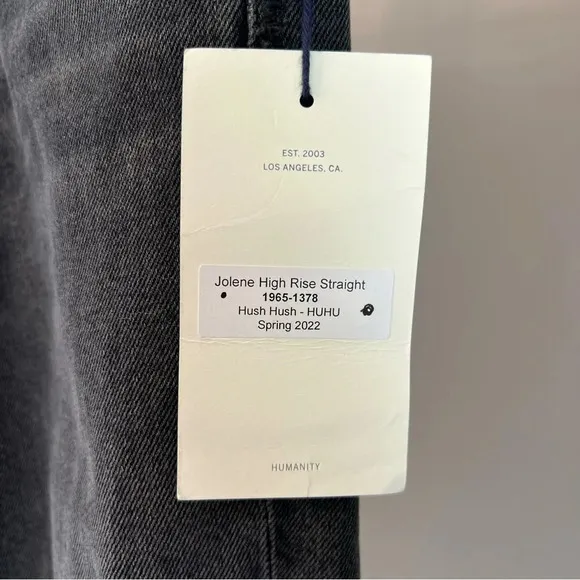 EST. 2003
LOS ANGELES, CA.
Jolene High Rise Straight
1965-1378
Hush Hush - HUHU
Spring 2022
HUMANITY